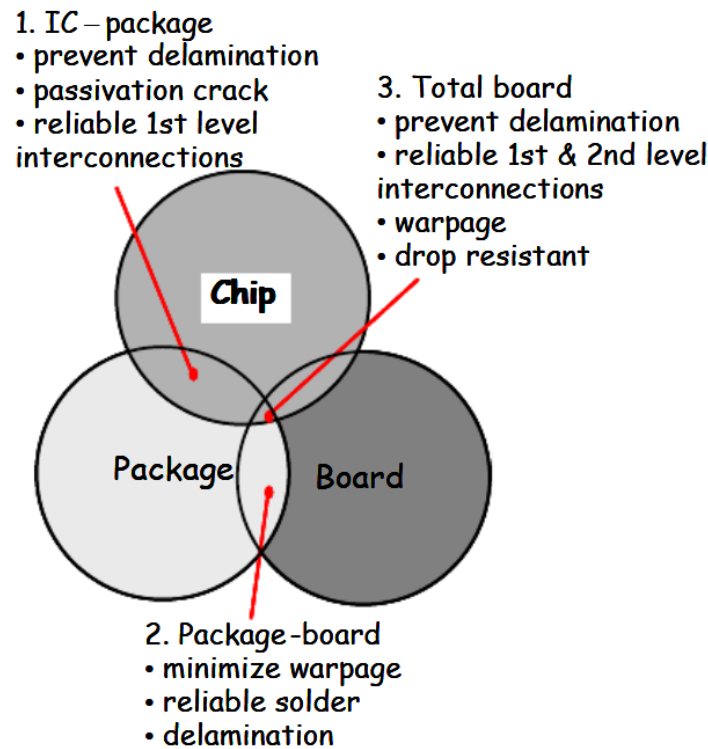 1. IC – package
• prevent delamination
• passivation crack
• reliable 1st level
interconnections
3. Total board
• prevent delamination
• reliable 1st & 2nd level
interconnections
• warpage
• drop resistant
Chip
Package
Board
2. Package-board
• minimize warpage
• reliable solder
• delamination